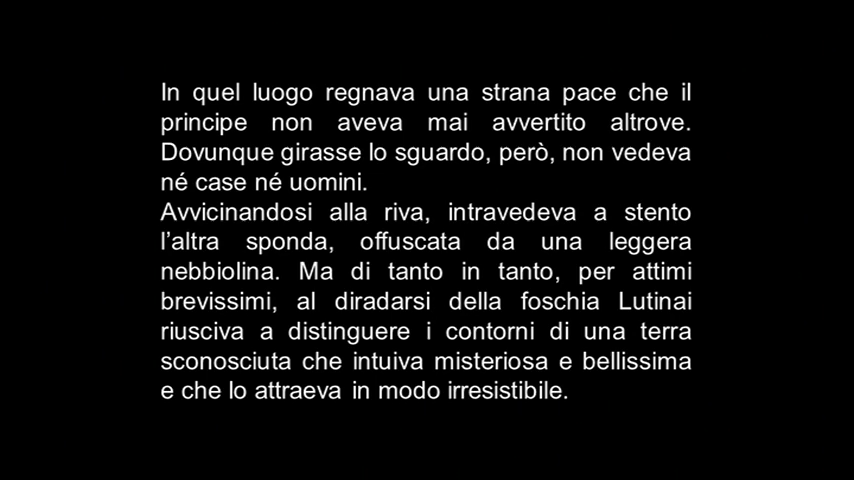 In quel luogo regnava una strana pace che il
principe non aveva mai avvertito altrove.
Dovunque girasse lo sguardo, però, non vedeva
né case né uomini.
Avvicinandosi alla riva, intravedeva a stento
l’altra sponda, offuscata da una leggera
nebbiolina. Ma di tanto in tanto, per attimi
brevissimi, al diradarsi della foschia Lutinai
riusciva a distinguere i contorni di una terra
sconosciuta che intuiva misteriosa e bellissima
e che lo attraeva in modo irresistibile.